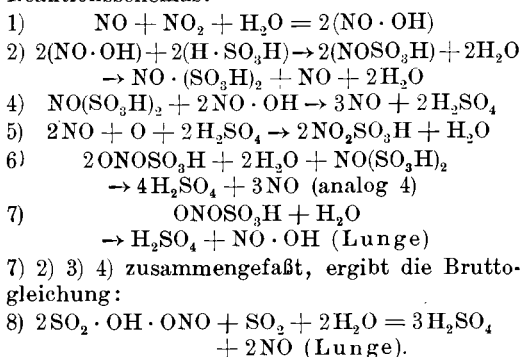 1) NO + NO₂ + H₂O = 2(NO·OH)
2) 2(NO·OH) + 2(H·SO₃H) → 2(NOSO₃H) + 2H₂O
→ NO·(SO₃H)₂ + NO + 2H₂O
4) NO(SO₃H)₂ + 2NO·OH → 3NO + 2H₂SO₄
5) 2NO + O + 2H₂SO₄ → 2NO₂SO₃H + H₂O
6) 2ONOSO₃H + 2H₂O + NO(SO₃H)₂
→ 4H₂SO₄ + 3NO (analog 4)
7) ONOSO₃H + H₂O
→ H₂SO₄ + NO·OH (Lunge)
7) 2) 3) 4) zusammengefaßt, ergibt die Brutto-
gleichung:
8) 2SO₂·OH·ONO + SO₂ + 2H₂O = 3H₂SO₄
+ 2NO (Lunge).